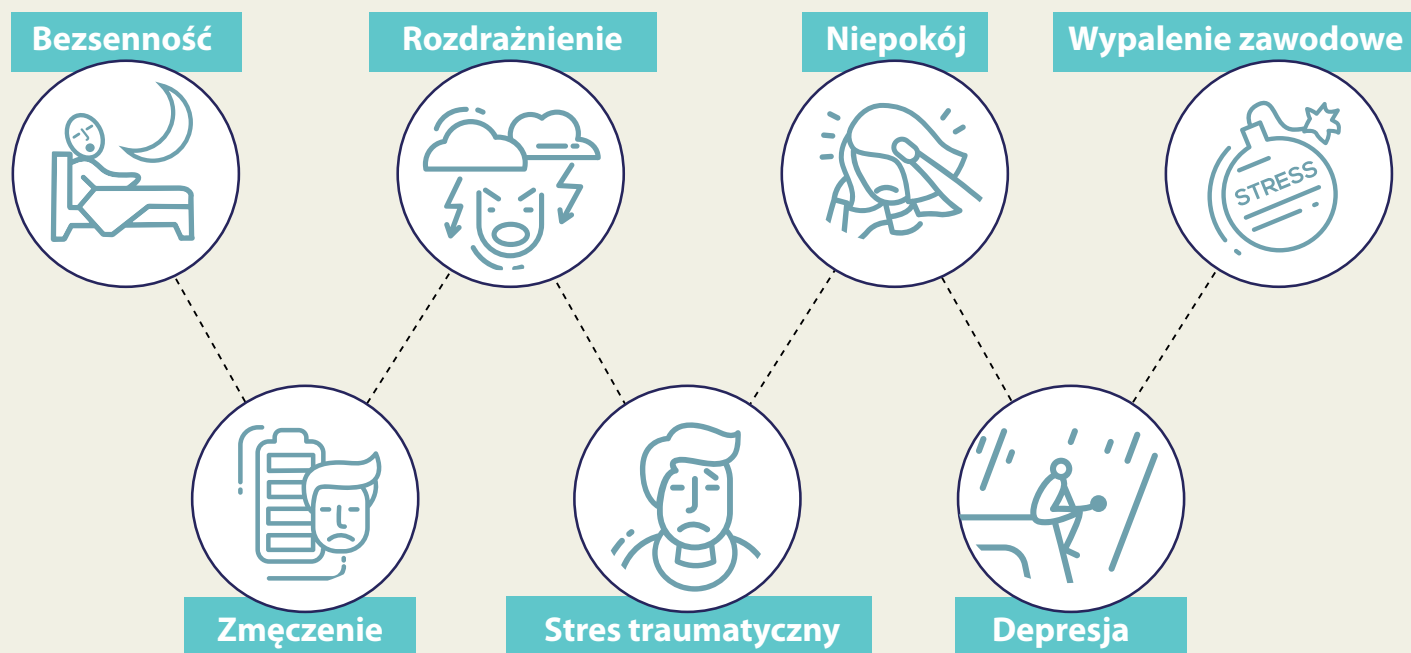 Bezsenność
Rozdrażnienie
Niepokój
Wypalenie zawodowe
STRESS
Zmęczenie
Stres traumatyczny
Depresja